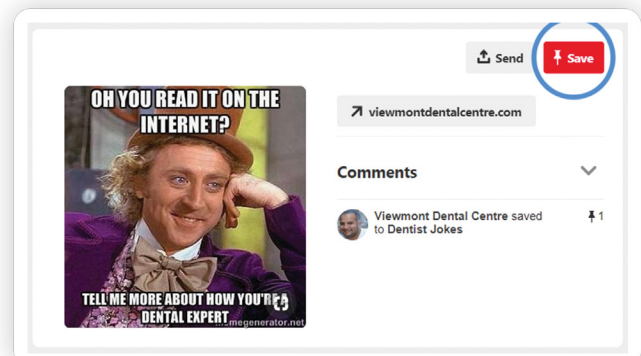 Send
Save
OH YOU READ IT ON THE
INTERNET?
TELL ME MORE ABOUT HOW YOU'RE A
DENTAL EXPERT
megenerator.net
viewmontdentalcentre.com
Comments
Viewmont Dental Centre saved
to Dentist Jokes
1